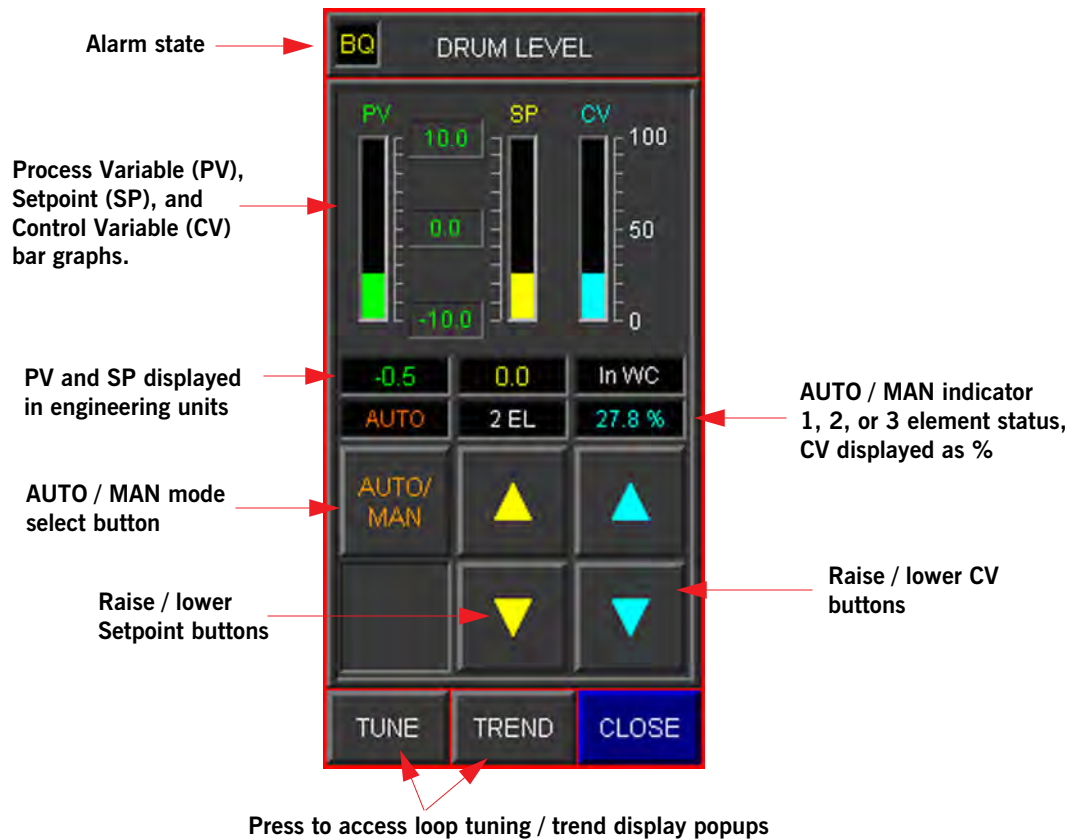 Alarm state
BQ
DRUM LEVEL
Process Variable (PV),
Setpoint (SP), and
Control Variable (CV)
bar graphs.
PV
SP
CV
10.0
0.0
-10.0
100
50
0
PV and SP displayed
in engineering units
-0.5
0.0
In WC
AUTO
2 EL
27.8 %
AUTO / MAN indicator
1, 2, or 3 element status,
CV displayed as %
AUTO / MAN mode
select button
AUTO/
MAN
Raise / lower
Setpoint buttons
Raise / lower CV
buttons
TUNE
TREND
CLOSE
Press to access loop tuning / trend display popups